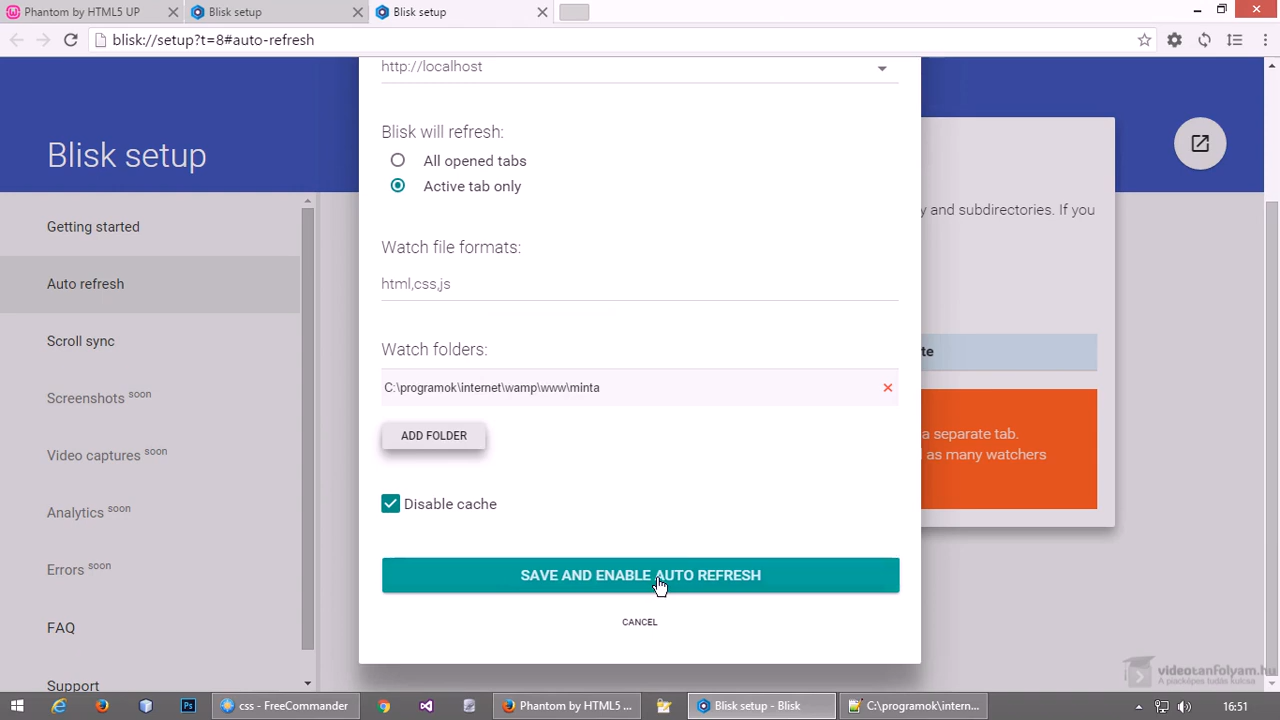 Phantom by HTML5 UP
Blisk setup
Blisk setup
blisk://setup?t=8#auto-refresh
Blisk setup
Getting started
Auto refresh
Scroll sync
Screenshots soon
Video captures soon
Analytics soon
Errors soon
FAQ
Support
http://localhost
Blisk will refresh:
All opened tabs
Active tab only
Watch file formats:
html,css,js
Watch folders:
C:\programok\internet\wamp\www\minta
ADD FOLDER
Disable cache
SAVE AND ENABLE AUTO REFRESH
CANCEL
y and subdirectories. If you
te
a separate tab.
as many watchers
videotanfolyam.hu
A piacképes tudás kulcsa
css - FreeCommander
Phantom by HTML5 ...
Blisk setup - Blisk
C:\programok\intern...
16:51